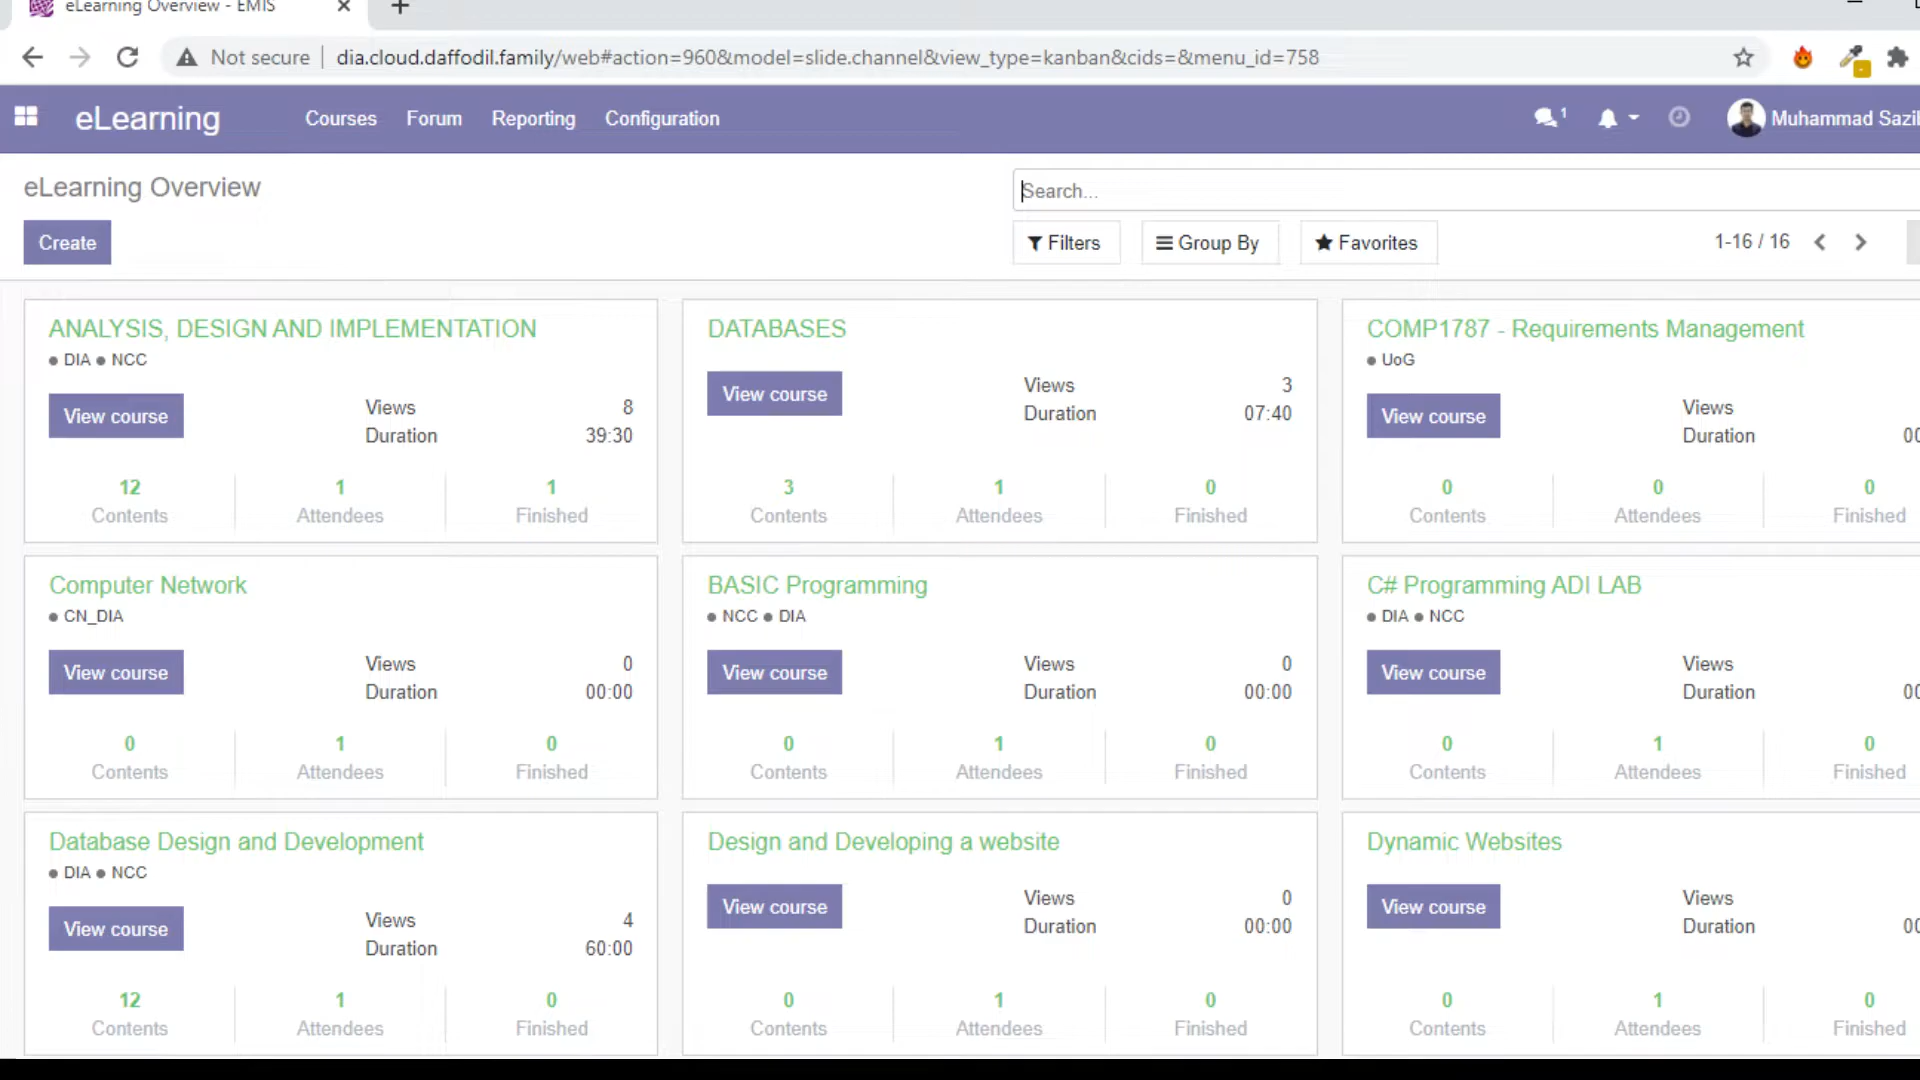 eLearning Overview - EMIS
Not secure dia.cloud.daffodil.family/web#action=960&model=slide.channel&view_type=kanban&cids=&menu_id=758
eLearning Courses Forum Reporting Configuration 1 Muhammad
eLearning Overview Search...
Create Filters Group By Favorites 1-16 / 16
ANALYSIS, DESIGN AND IMPLEMENTATION
DIA NCC
View course
Views 8
Duration 39:30
12 1 1
Contents Attendees Finished
DATABASES
View course
Views 3
Duration 07:40
3 1 0
Contents Attendees Finished
COMP1787 - Requirements Management
UoG
View course
Views
Duration
0 0 0
Contents Attendees Finished
Computer Network
CN_DIA
View course
Views 0
Duration 00:00
0 1 0
Contents Attendees Finished
BASIC Programming
NCC DIA
View course
Views 0
Duration 00:00
0 1 0
Contents Attendees Finished
C# Programming ADI LAB
DIA NCC
View course
Views
Duration
0 1 0
Contents Attendees Finished
Database Design and Development
DIA NCC
View course
Views 4
Duration 60:00
12 1 0
Contents Attendees Finished
Design and Developing a website
View course
Views 0
Duration 00:00
0 1 0
Contents Attendees Finished
Dynamic Websites
View course
Views
Duration
0 1 0
Contents Attendees Finished